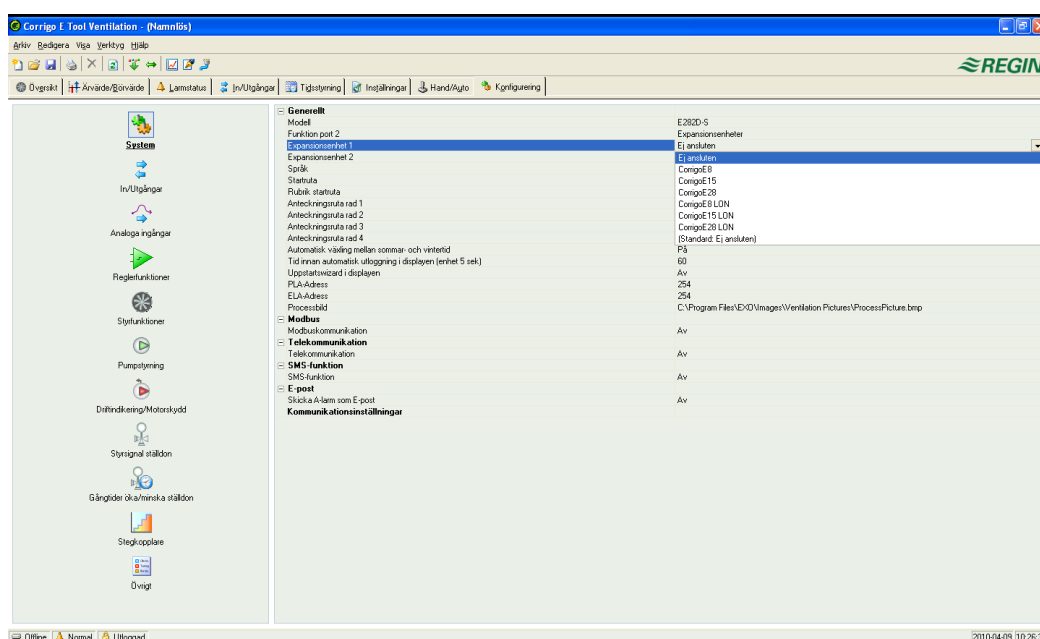 Corrigo E Tool Ventilation - (Namnlös)
Arkiv Redigera Visa Verktyg Hjälp
REGIN
Översikt Ärvärde/Börvärde Larmstatus In/Utgångar Tidsstyrning Inställningar Hand/Auto Konfigurering
System
In/Utgångar
Analoga ingångar
Reglerfunktioner
Styrfunktioner
Pumpstyrning
Driftindikering/Motorskydd
Styrsignal ställdon
Gångtider öka/minska ställdon
Stegkopplare
Övrigt
Generellt
Modell E282D-S
Funktion port 2 Expansionsenheter
Expansionsenhet 1 Ej ansluten
Expansionsenhet 2 Ej ansluten
Språk CorrigoE8
Startruta CorrigoE15
Rubrik startruta CorrigoE28
Anteckningsruta rad 1 CorrigoE8 LON
Anteckningsruta rad 2 CorrigoE15 LON
Anteckningsruta rad 3 CorrigoE28 LON
Anteckningsruta rad 4 (Standard: Ej ansluten)
Automatisk växling mellan sommar- och vintertid På
Tid innan automatisk utloggning i displayen (enhet 5 sek) 60
Uppstartswizard i displayen Av
PLA-Adress 254
ELA-Adress 254
Processbild C:\Program Files\EXO\Images\Ventilation Pictures\ProcessPicture.bmp
Modbus
Modbuskommunikation Av
Telekommunikation
Telekommunikation Av
SMS-funktion
SMS-funktion Av
E-post
Skicka A-larm som E-post Av
Kommunikationsinställningar
Offline Normal Utloggad 2010-04-09 10:26: